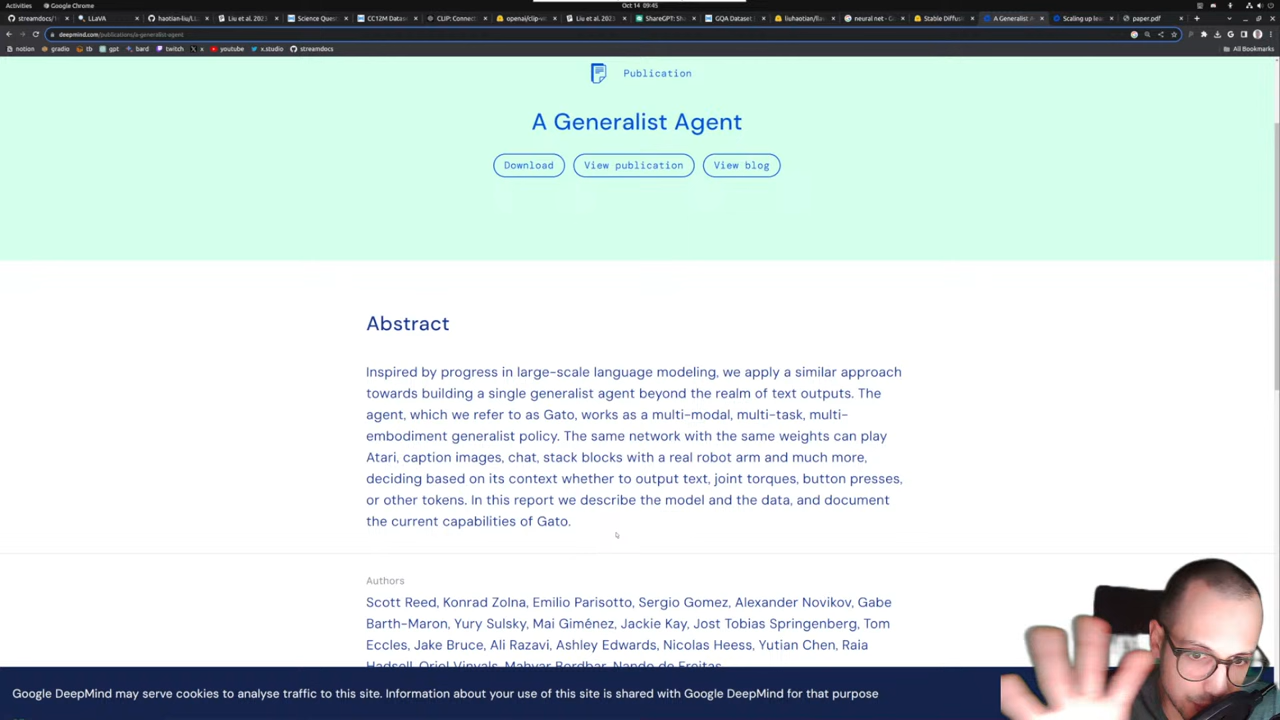 Activities
Google Chrome
Oct 14 09:45
streamdocs/
LLaVA
haotian-liu/
Liu et al. 2023
Science Quest
CC12M Datas
CLIP: Connect
openai/clip-v
Liu et al. 2023
ShareGPT: Sha
GQA Dataset
liuhaotian/lla
neural net - G
Stable Diffus
A Generalist A
Scaling up lea
paper.pdf
deepmind.com/publications/a-generalist-agent
notion
gradio
tb
gpt
bard
twitch
x
youtube
x.studio
streamdocs
All Bookmarks
Publication
A Generalist Agent
Download
View publication
View blog
Abstract
Inspired by progress in large-scale language modeling, we apply a similar approach
towards building a single generalist agent beyond the realm of text outputs. The
agent, which we refer to as Gato, works as a multi-modal, multi-task, multi-
embodiment generalist policy. The same network with the same weights can play
Atari, caption images, chat, stack blocks with a real robot arm and much more,
deciding based on its context whether to output text, joint torques, button presses,
or other tokens. In this report we describe the model and the data, and document
the current capabilities of Gato.
Authors
Scott Reed, Konrad Zolna, Emilio Parisotto, Sergio Gomez, Alexander Novikov, Gabe
Barth-Maron, Yury Sulsky, Mai Giménez, Jackie Kay, Jost Tobias Springenberg, Tom
Eccles, Jake Bruce, Ali Razavi, Ashley Edwards, Nicolas Heess, Yutian Chen, Raia
Hadsell, Oriol Vinyals, Mahyar Bordbar, Nando de Freitas
Google DeepMind may serve cookies to analyse traffic to this site. Information about your use of this site is shared with Google DeepMind for that purpose